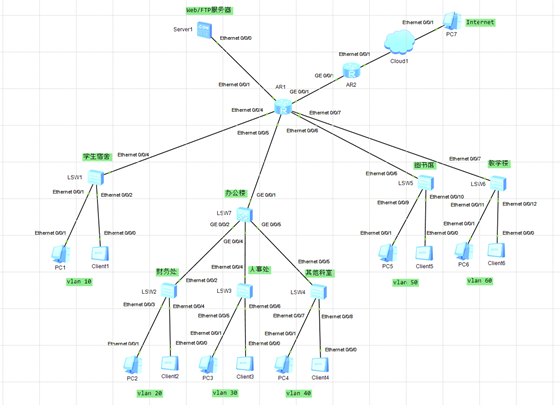 Web/FTP服务器
Server1
Ethernet 0/0/0
Internet
PC7
Ethernet 0/0/1
Cloud1
Ethernet 0/0/1
AR2
GE 0/0/1
AR1
GE 0/0/0
Ethernet 0/0/1
Ethernet 0/0/4
Ethernet 0/0/5
Ethernet 0/0/6
Ethernet 0/0/7
学生宿舍
Ethernet 0/0/4
LSW1
Ethernet 0/0/1
Ethernet 0/0/2
Ethernet 0/0/1
Ethernet 0/0/0
PC1
Client1
vlan 10
办公楼
GE 0/0/1
LSW7
GE 0/0/2
GE 0/0/4
GE 0/0/6
图书馆
Ethernet 0/0/6
LSW5
Ethernet 0/0/9
Ethernet 0/0/10
Ethernet 0/0/1
Ethernet 0/0/0
PC5
Client5
vlan 50
教学楼
Ethernet 0/0/7
LSW6
Ethernet 0/0/11
Ethernet 0/0/12
Ethernet 0/0/1
Ethernet 0/0/0
PC6
Client6
vlan 60
财务处
Ethernet 0/0/2
LSW2
Ethernet 0/0/3
Ethernet 0/0/4
Ethernet 0/0/1
Ethernet 0/0/0
PC2
Client2
vlan 20
人事处
Ethernet 0/0/4
LSW3
Ethernet 0/0/5
Ethernet 0/0/6
Ethernet 0/0/1
Ethernet 0/0/0
PC3
Client3
vlan 30
其他科室
Ethernet 0/0/6
LSW4
Ethernet 0/0/7
Ethernet 0/0/8
Ethernet 0/0/1
Ethernet 0/0/0
PC4
Client4
vlan 40